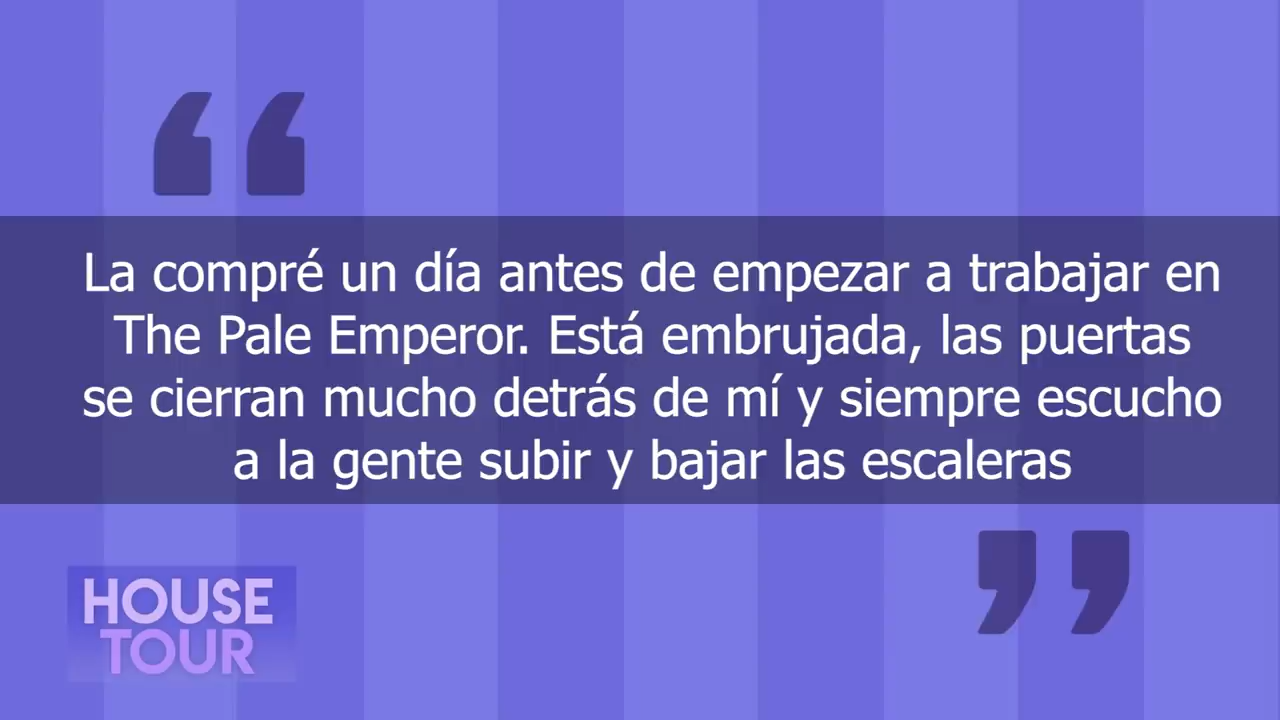 “
La compré un día antes de empezar a trabajar en
The Pale Emperor. Está embrujada, las puertas
se cierran mucho detrás de mí y siempre escucho
a la gente subir y bajar las escaleras
”
HOUSE
TOUR